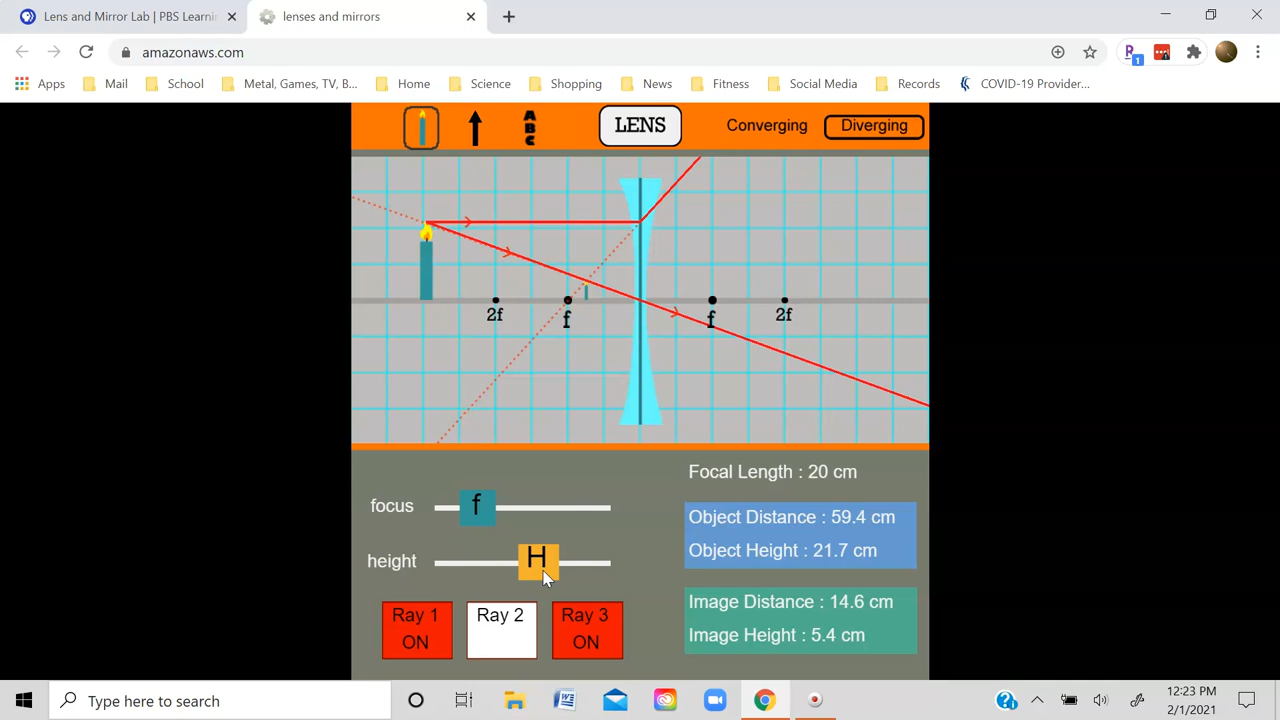 Lens and Mirror Lab | PBS Learni
lenses and mirrors
amazonaws.com
R 1
Apps Mail School Metal, Games, TV, B... Home Science Shopping News Fitness Social Media Records COVID-19 Provider...
A
B
C
LENS
Converging
Diverging
2f
f
f
2f
Focal Length : 20 cm
focus
f
Object Distance : 59.4 cm
Object Height : 21.7 cm
height
H
Image Distance : 14.6 cm
Image Height : 5.4 cm
Ray 1
ON
Ray 2
Ray 3
ON
Type here to search
12:23 PM
2/1/2021